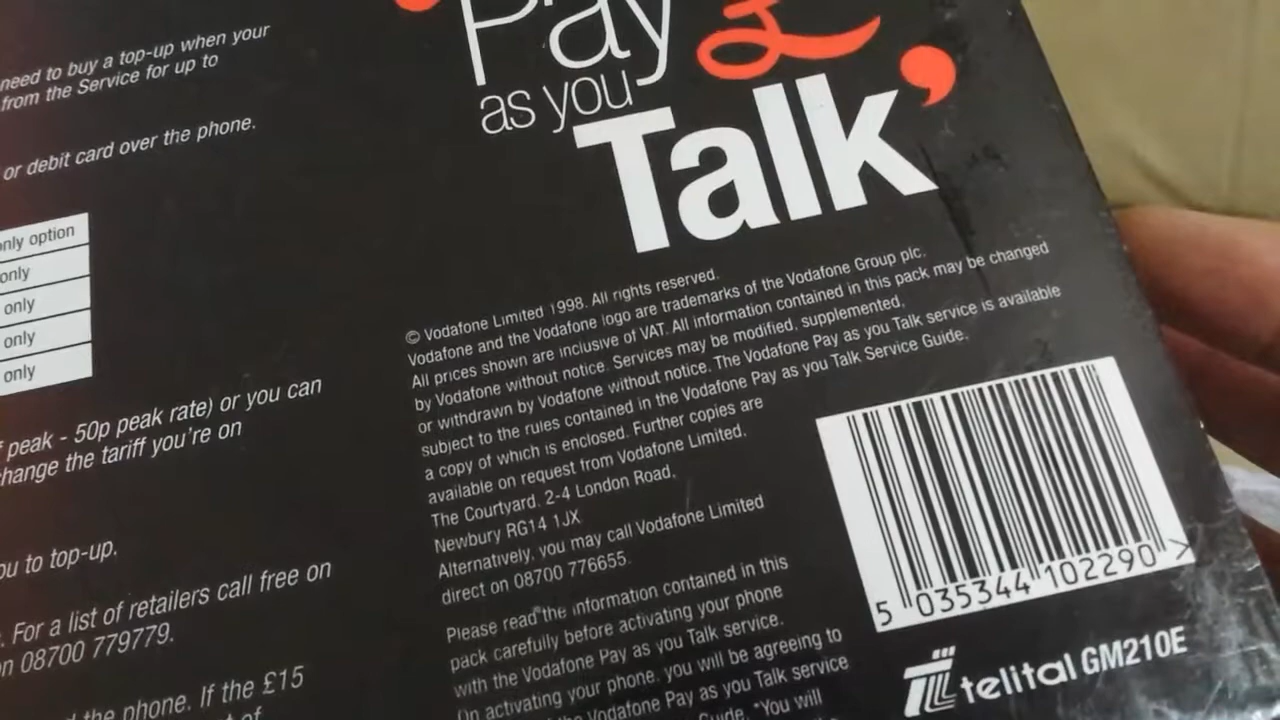 need to buy a top-up when your
from the Service for up to
or debit card over the phone.
only option
only
only
only
only
peak - 50p peak rate) or you can
change the tariff you're on
ou to top-up.
. For a list of retailers call free on
on 08700 779779.
the phone. If the £15
of
Pay £
as you
Talk’
© Vodafone Limited 1998. All rights reserved.
Vodafone and the Vodafone logo are trademarks of the Vodafone Group plc.
All prices shown are inclusive of VAT. All information contained in this pack may be changed
by Vodafone without notice. Services may be modified, supplemented,
or withdrawn by Vodafone without notice. The Vodafone Pay as you Talk service is available
subject to the rules contained in the Vodafone Pay as you Talk Service Guide,
a copy of which is enclosed. Further copies are
available on request from Vodafone Limited,
The Courtyard, 2-4 London Road,
Newbury RG14 1JX
Alternatively, you may call Vodafone Limited
direct on 08700 776655.
Please read the information contained in this
pack carefully before activating your phone
with the Vodafone Pay as you Talk service.
On activating your phone, you will be agreeing to
the Vodafone Pay as you Talk service
Guide. *You will
5 035344 102290 >
telital GM210E